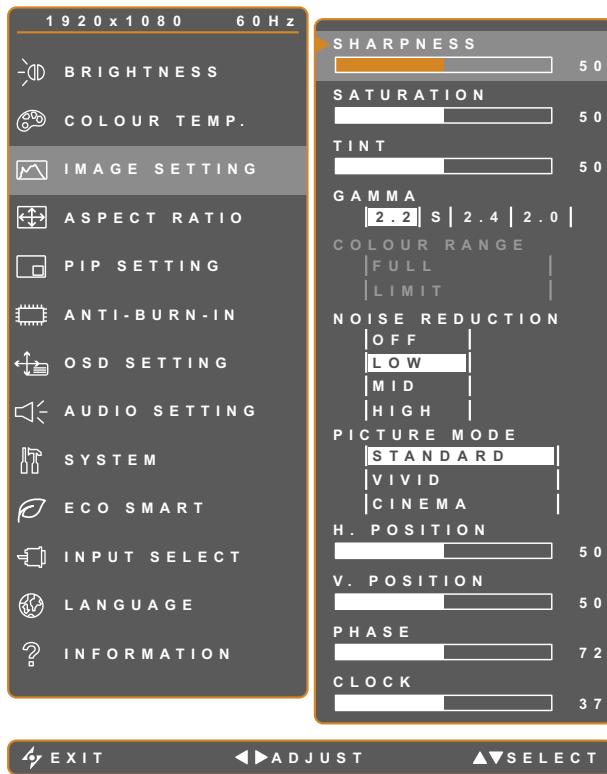 1920x1080 60Hz
BRIGHTNESS
COLOUR TEMP.
IMAGE SETTING
ASPECT RATIO
PIP SETTING
ANTI-BURN-IN
OSD SETTING
AUDIO SETTING
SYSTEM
ECO SMART
INPUT SELECT
LANGUAGE
INFORMATION
SHARPNESS
50
SATURATION
50
TINT
50
GAMMA
2.2 S 2.4 2.0
COLOUR RANGE
FULL
LIMIT
NOISE REDUCTION
OFF
LOW
MID
HIGH
PICTURE MODE
STANDARD
VIVID
CINEMA
H. POSITION
50
V. POSITION
50
PHASE
72
CLOCK
37
EXIT ADJUST SELECT